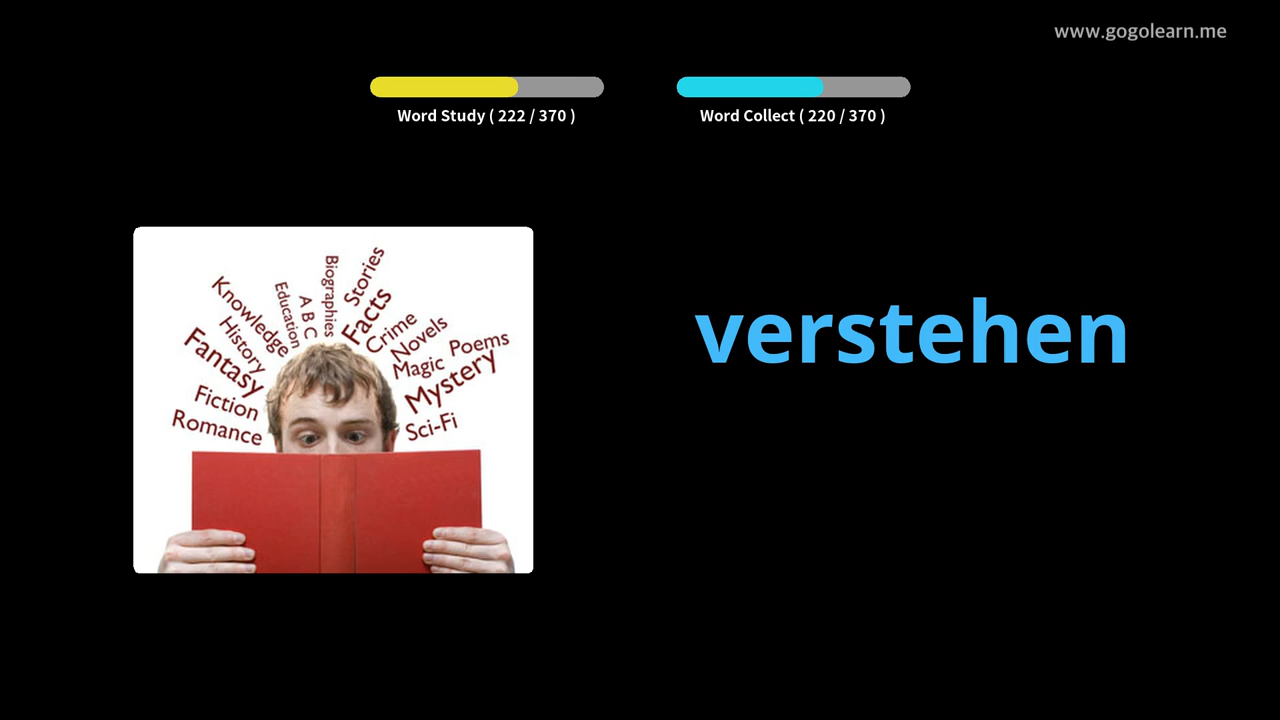 www.gogolearn.me
Word Study ( 222 / 370 )
Word Collect ( 220 / 370 )
verstehen
Biographies
Stories
Education
A B C
Facts
Knowledge
History
Crime
Novels
Fantasy
Magic
Poems
Mystery
Fiction
Romance
Sci-Fi